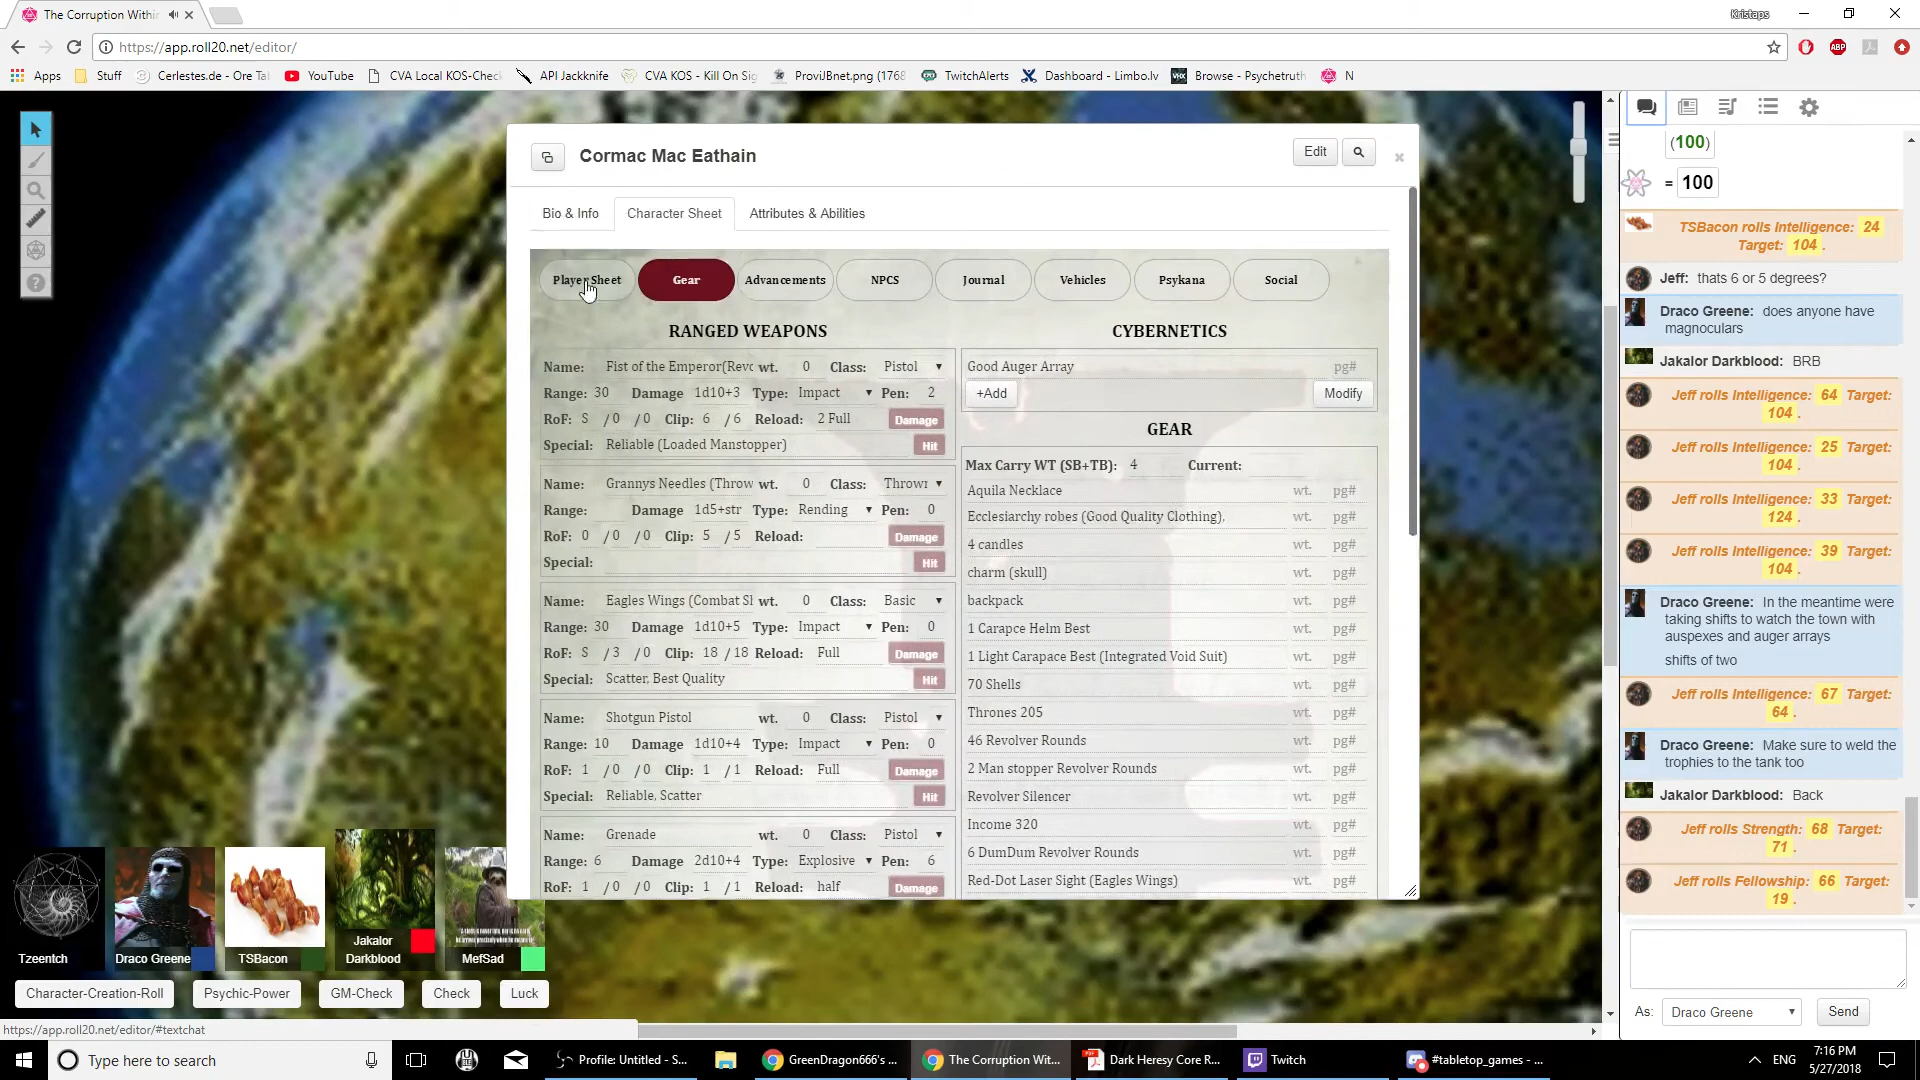 The Corruption Within
Kristaps
https://app.roll20.net/editor/
Apps Stuff Cerlestes.de - Ore Ta YouTube CVA Local KOS-Check API Jackknife CVA KOS - Kill On Sig ProviJBnet.png (1768 TwitchAlerts Dashboard - Limbo.lv Browse - Psychetruth N
Cormac Mac Eathain
Edit
Bio & Info Character Sheet Attributes & Abilities
Player Sheet Gear Advancements NPCS Journal Vehicles Psykana Social
RANGED WEAPONS
Name: Fist of the Emperor(Revo wt. 0 Class: Pistol
Range: 30 Damage 1d10+3 Type: Impact Pen: 2
RoF: S / 0 / 0 Clip: 6 / 6 Reload: 2 Full Damage
Special: Reliable (Loaded Manstopper) Hit
Name: Grannys Needles (Throw wt. 0 Class: Thrown
Range: Damage 1d5+str Type: Rending Pen: 0
RoF: 0 / 0 / 0 Clip: 5 / 5 Reload: Damage
Special: Hit
Name: Eagles Wings (Combat Sl wt. 0 Class: Basic
Range: 30 Damage 1d10+5 Type: Impact Pen: 0
RoF: S / 3 / 0 Clip: 18 / 18 Reload: Full Damage
Special: Scatter, Best Quality Hit
Name: Shotgun Pistol wt. 0 Class: Pistol
Range: 10 Damage 1d10+4 Type: Impact Pen: 0
RoF: 1 / 0 / 0 Clip: 1 / 1 Reload: Full Damage
Special: Reliable, Scatter Hit
Name: Grenade wt. 0 Class: Pistol
Range: 6 Damage 2d10+4 Type: Explosive Pen: 6
RoF: 1 / 0 / 0 Clip: 1 / 1 Reload: half Damage
CYBERNETICS
Good Auger Array pg#
+Add Modify
GEAR
Max Carry WT (SB+TB): 4 Current:
Aquila Necklace wt. pg#
Ecclesiarchy robes (Good Quality Clothing), wt. pg#
4 candles wt. pg#
charm (skull) wt. pg#
backpack wt. pg#
1 Carapce Helm Best wt. pg#
1 Light Carapace Best (Integrated Void Suit) wt. pg#
70 Shells wt. pg#
Thrones 205 wt. pg#
46 Revolver Rounds wt. pg#
2 Man stopper Revolver Rounds wt. pg#
Revolver Silencer wt. pg#
Income 320 wt. pg#
6 DumDum Revolver Rounds wt. pg#
Red-Dot Laser Sight (Eagles Wings) wt. pg#
(100)
= 100
TSBacon rolls Intelligence: 24
Target: 104 .
Jeff: thats 6 or 5 degrees?
Draco Greene: does anyone have
magnoculars
Jakalor Darkblood: BRB
Jeff rolls Intelligence: 64 Target:
104 .
Jeff rolls Intelligence: 25 Target:
104 .
Jeff rolls Intelligence: 33 Target:
124 .
Jeff rolls Intelligence: 39 Target:
104 .
Draco Greene: In the meantime were
taking shifts to watch the town with
auspexes and auger arrays
shifts of two
Jeff rolls Intelligence: 67 Target:
64 .
Draco Greene: Make sure to weld the
trophies to the tank too
Jakalor Darkblood: Back
Jeff rolls Strength: 68 Target:
71 .
Jeff rolls Fellowship: 66 Target:
19 .
As: Draco Greene Send
Tzeentch Draco Greene TSBacon Jakalor Darkblood MefSad
Character-Creation-Roll Psychic-Power GM-Check Check Luck
https://app.roll20.net/editor/#textchat
Type here to search
Profile: Untitled - S... GreenDragon666's ... The Corruption Wit... Dark Heresy Core R... Twitch #tabletop_games - ...
ENG
7:16 PM
5/27/2018